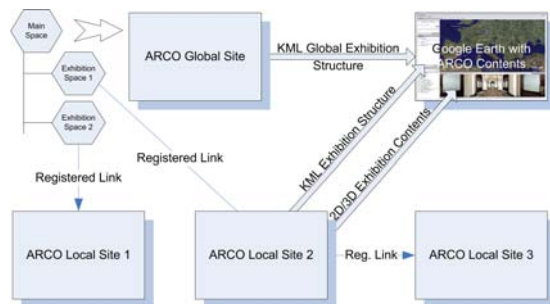 Main
Space
Exhibition
Space 1
Exhibition
Space 2
ARCO Global Site
KML Global Exhibition
Structure
Google Earth with
ARCO Contents
Registered Link
Registered Link
KML Exhibition Structure
2D/3D Exhibition Contents
ARCO Local Site 1
ARCO Local Site 2
Reg. Link
ARCO Local Site 3